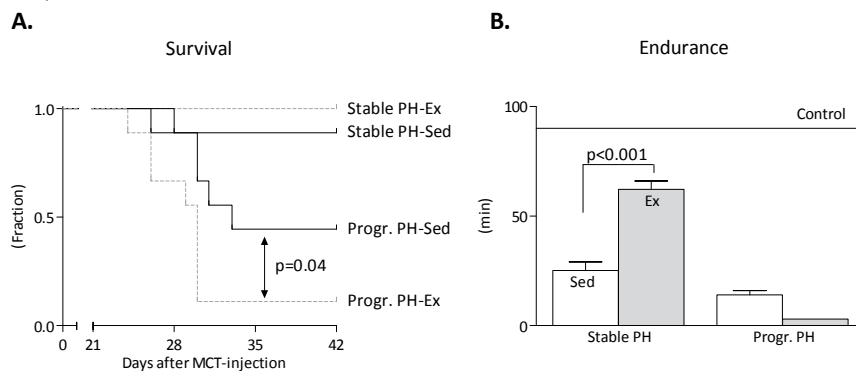 A.
Survival
1.0
0.5
0.0
(Fraction)
0
21
28
35
42
Days after MCT-injection
Stable PH-Ex
Stable PH-Sed
Progr. PH-Sed
p=0.04
Progr. PH-Ex
B.
Endurance
100
50
0
(min)
Control
p<0.001
Ex
Sed
Stable PH
Progr. PH